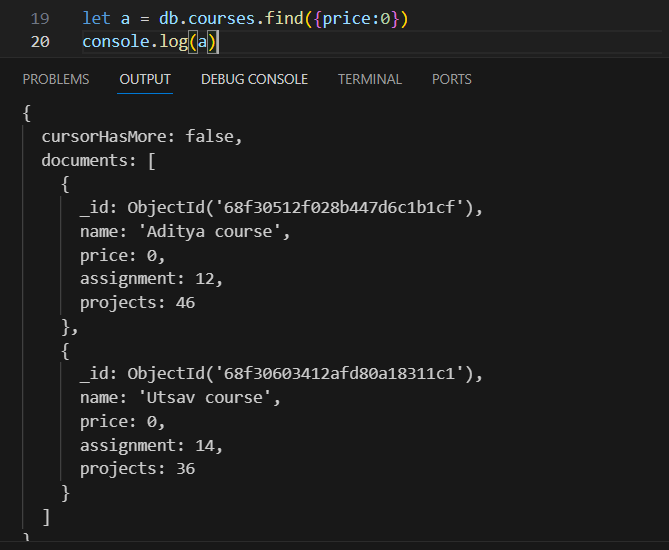 19 let a = db.courses.find({price:0})
20 console.log(a)
PROBLEMS OUTPUT DEBUG CONSOLE TERMINAL PORTS
{
cursorHasMore: false,
documents: [
{
_id: ObjectId('68f30512f028b447d6c1b1cf'),
name: 'Aditya course',
price: 0,
assignment: 12,
projects: 46
},
{
_id: ObjectId('68f30603412afd80a18311c1'),
name: 'Utsav course',
price: 0,
assignment: 14,
projects: 36
}
]
}